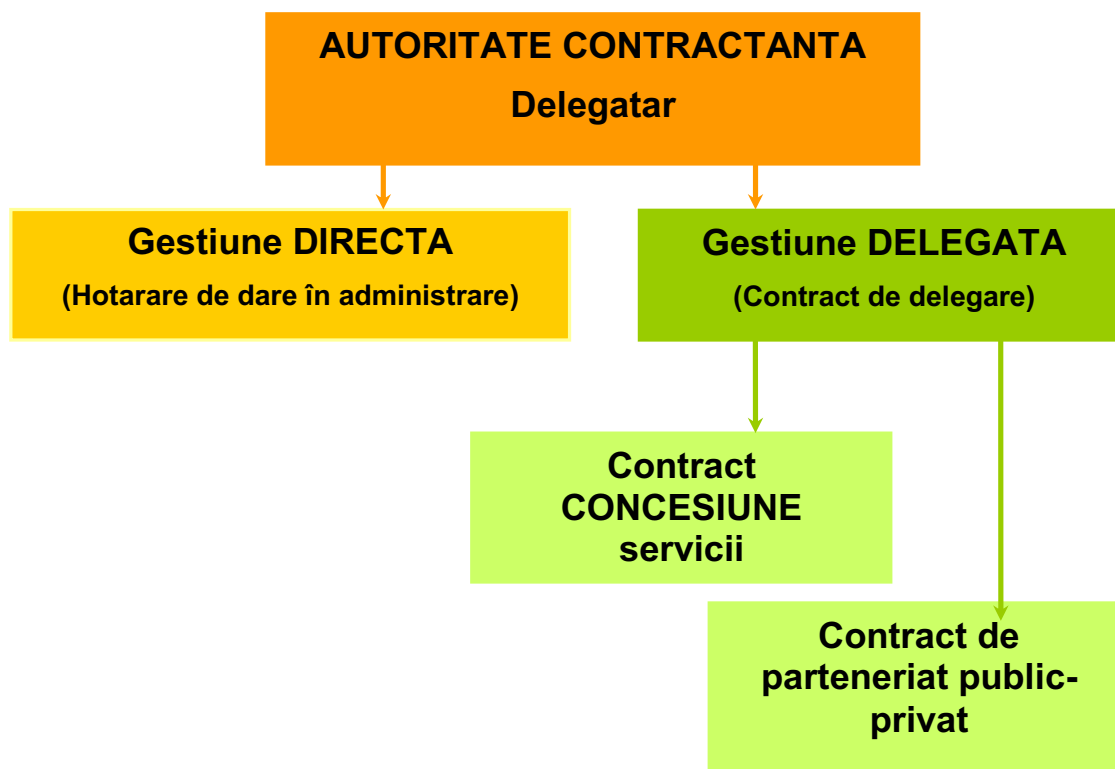 AUTORITATE CONTRACTANTA
Delegatar
Gestiune DIRECTA
(Hotarare de dare în administrare)
Gestiune DELEGATA
(Contract de delegare)
Contract
CONCESIUNE
servicii
Contract de
parteneriat public-
privat